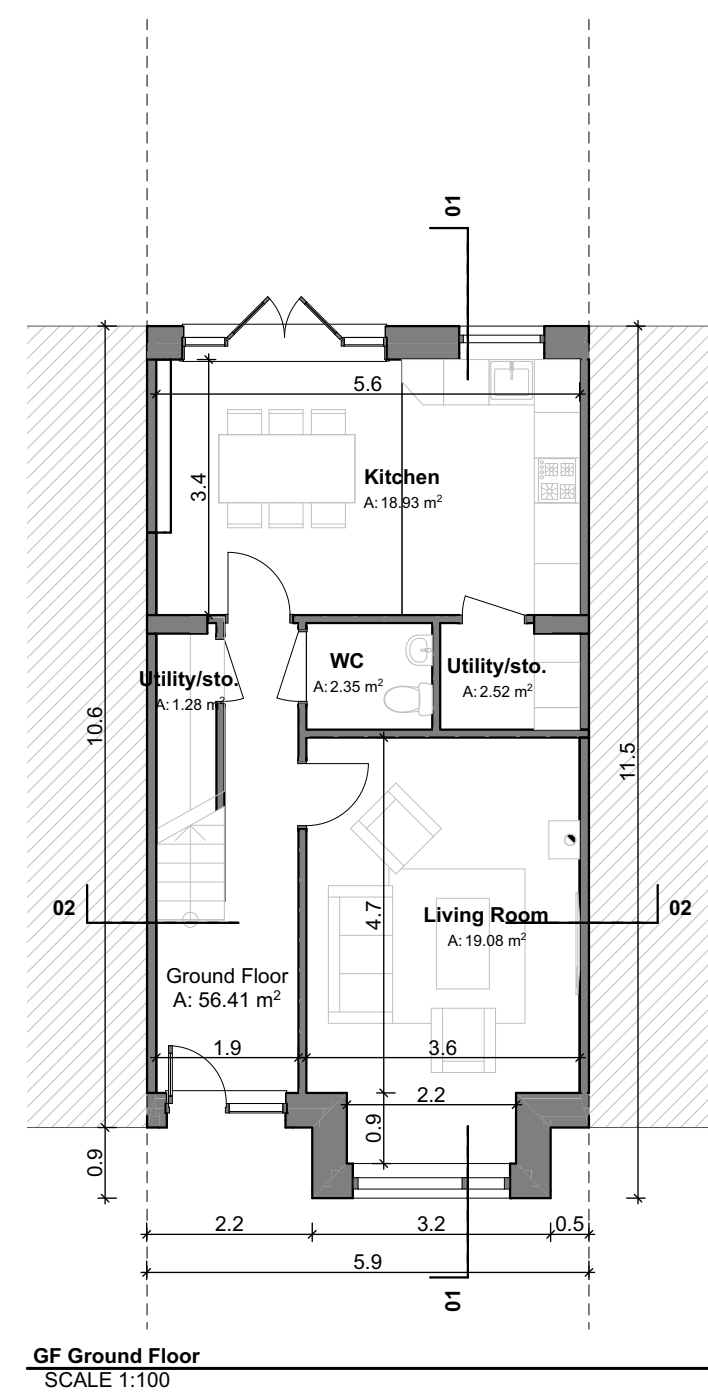 01
5.6
3.4
Kitchen
A: 18.93 m²
Utility/sto.
A: 1.28 m²
WC
A: 2.35 m²
Utility/sto.
A: 2.52 m²
10.6
11.5
02
4.7
Living Room
A: 19.08 m²
02
Ground Floor
A: 56.41 m²
1.9
3.6
2.2
0.9
0.9
2.2
3.2
0.5
5.9
01
GF Ground Floor
SCALE 1:100